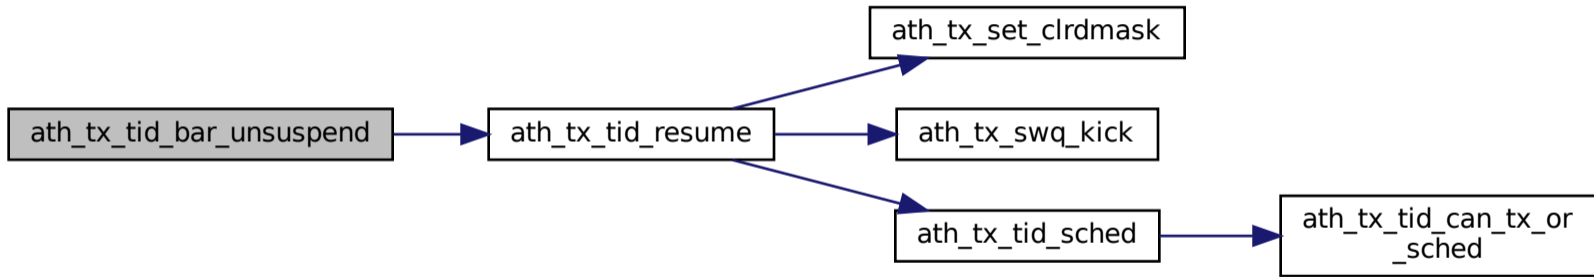 ath_tx_set_clrdmask
ath_tx_tid_bar_unsuspend
ath_tx_tid_resume
ath_tx_swq_kick
ath_tx_tid_sched
ath_tx_tid_can_tx_or
_sched